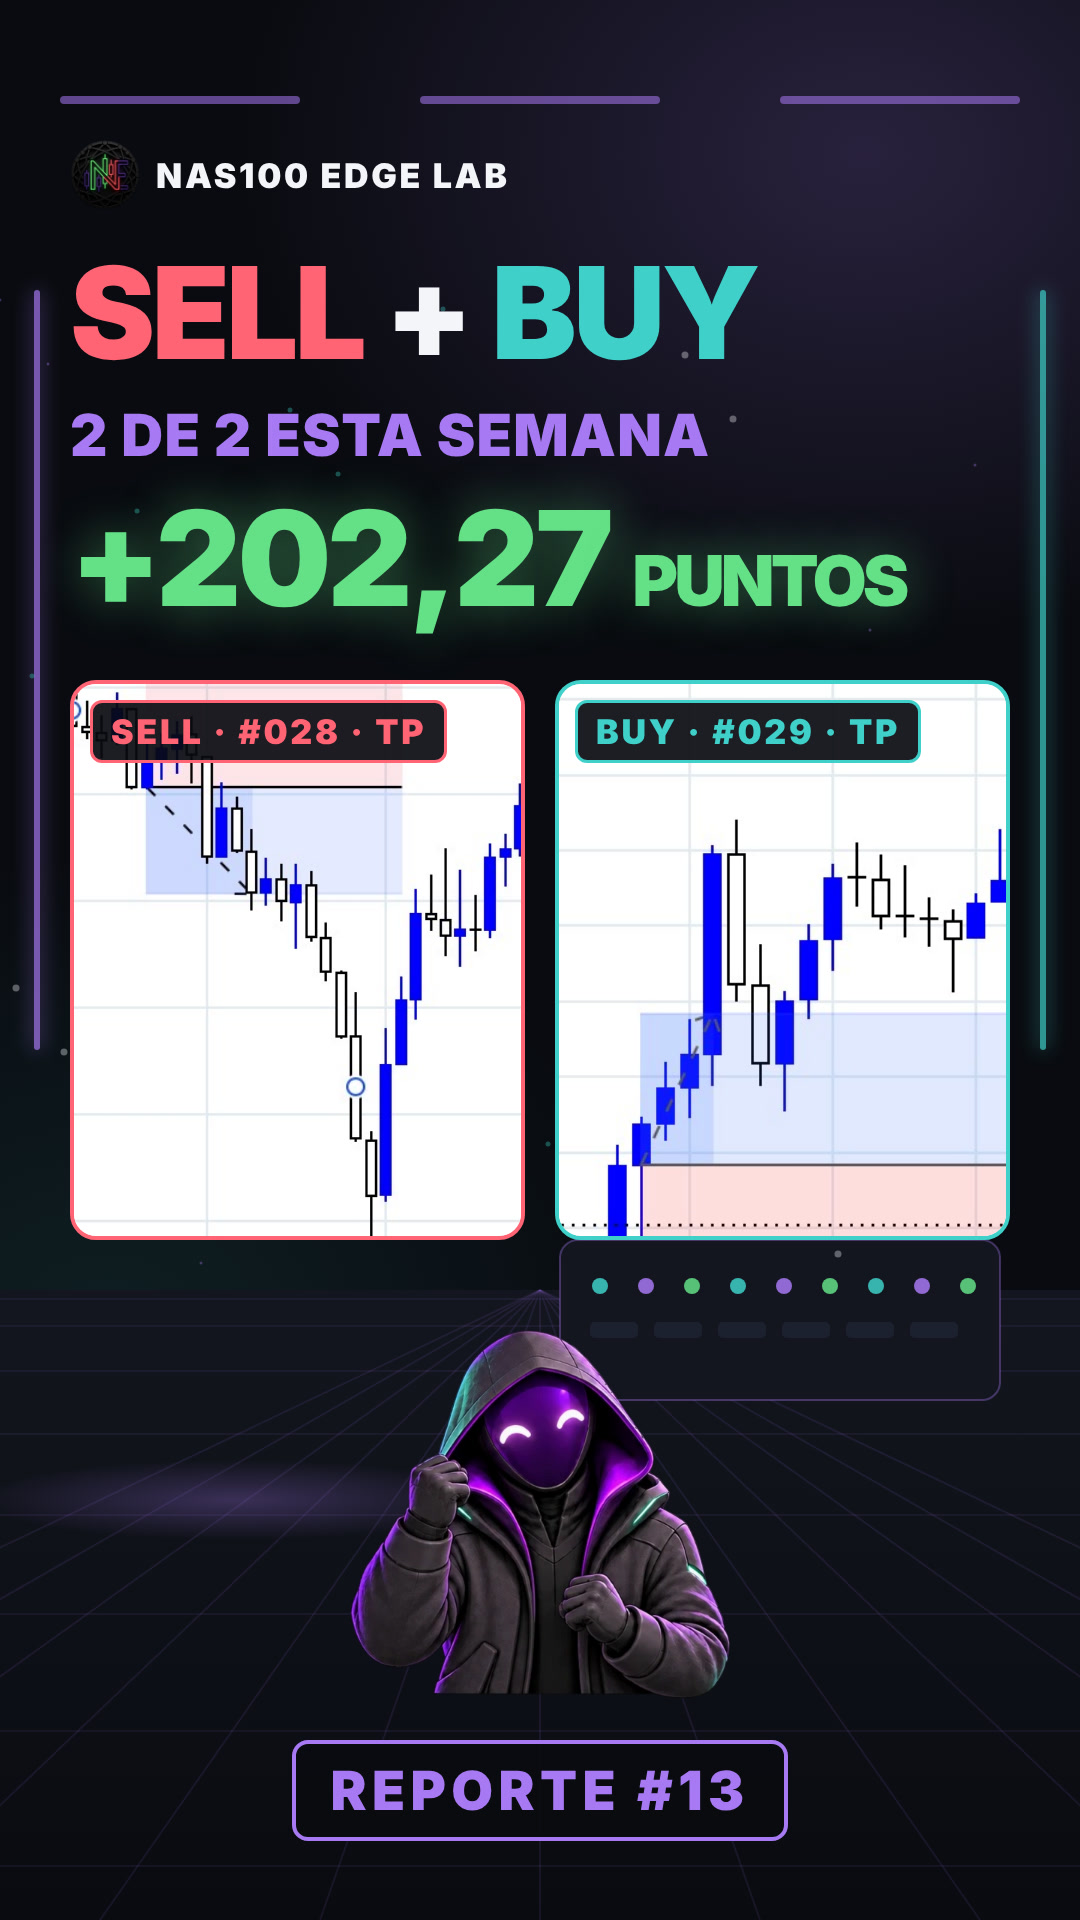 NAS100 EDGE LAB
SELL + BUY
2 DE 2 ESTA SEMANA
+202,27 PUNTOS
SELL · #028 · TP
BUY · #029 · TP
REPORTE #13